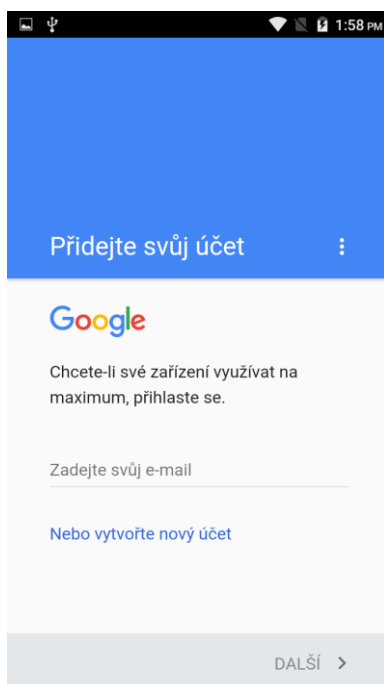 1:58 PM
Přidejte svůj účet
Google
Chcete-li své zařízení využívat na
maximum, přihlaste se.
Zadejte svůj e-mail
Nebo vytvořte nový účet
DALŠÍ